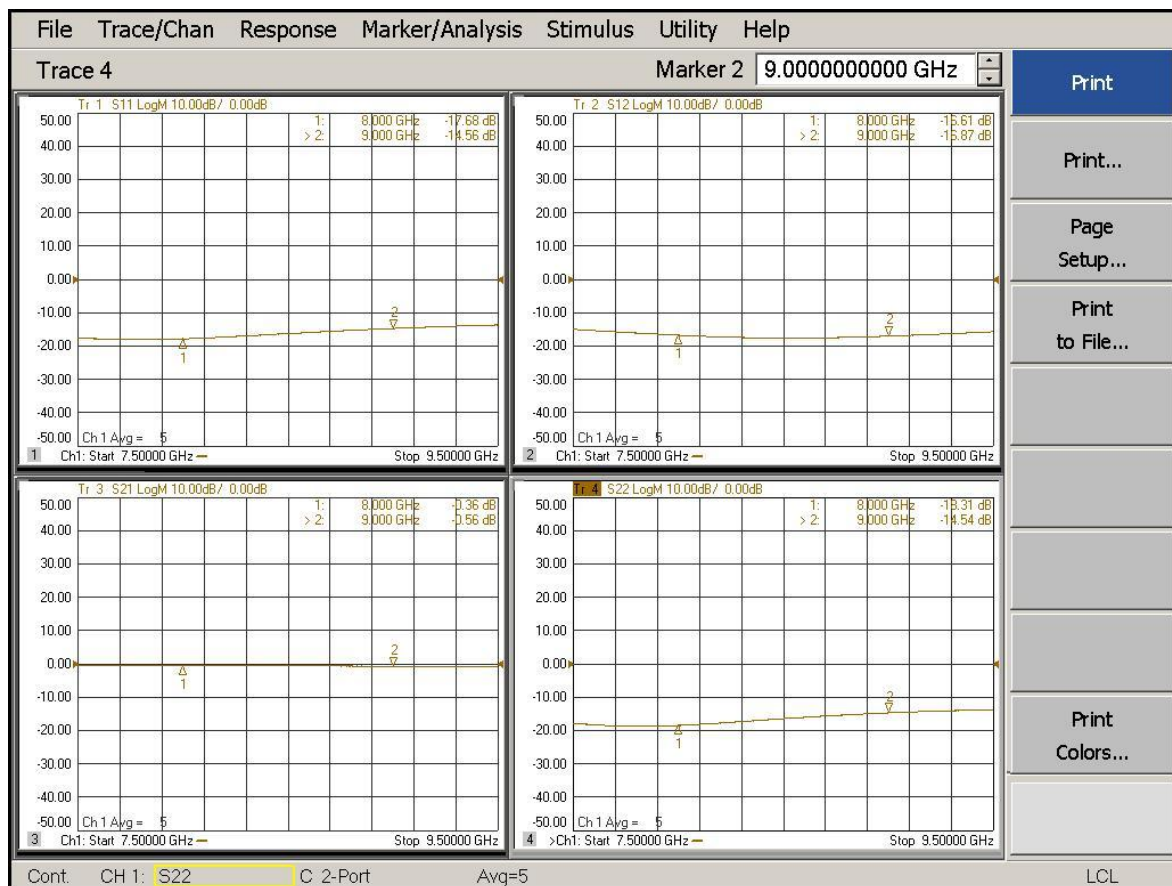 File Trace/Chan Response Marker/Analysis Stimulus Utility Help
Trace 4
Marker 2 9.0000000000 GHz
Print
Print...
Page
Setup...
Print
to File...
Print
Colors...
Tr 1 S11 LogM 10.00dB/ 0.00dB
1: 8.000 GHz -17.68 dB
> 2: 9.000 GHz -14.56 dB
50.00
40.00
30.00
20.00
10.00
0.00
-10.00
-20.00
-30.00
-40.00
-50.00
2
1
Ch 1 Avg = 5
1 Ch1: Start 7.50000 GHz Stop 9.50000 GHz
Tr 2 S12 LogM 10.00dB/ 0.00dB
1: 8.000 GHz -16.61 dB
> 2: 9.000 GHz -16.87 dB
50.00
40.00
30.00
20.00
10.00
0.00
-10.00
-20.00
-30.00
-40.00
-50.00
2
1
Ch 1 Avg = 5
2 Ch1: Start 7.50000 GHz Stop 9.50000 GHz
Tr 3 S21 LogM 10.00dB/ 0.00dB
1: 8.000 GHz -0.36 dB
> 2: 9.000 GHz -0.56 dB
50.00
40.00
30.00
20.00
10.00
0.00
-10.00
-20.00
-30.00
-40.00
-50.00
2
1
Ch 1 Avg = 5
3 Ch1: Start 7.50000 GHz Stop 9.50000 GHz
Tr 4 S22 LogM 10.00dB/ 0.00dB
1: 8.000 GHz -18.31 dB
> 2: 9.000 GHz -14.54 dB
50.00
40.00
30.00
20.00
10.00
0.00
-10.00
-20.00
-30.00
-40.00
-50.00
2
1
Ch 1 Avg = 5
4 >Ch1: Start 7.50000 GHz Stop 9.50000 GHz
Cont. CH 1: S22 C 2-Port Avg=5 LCL